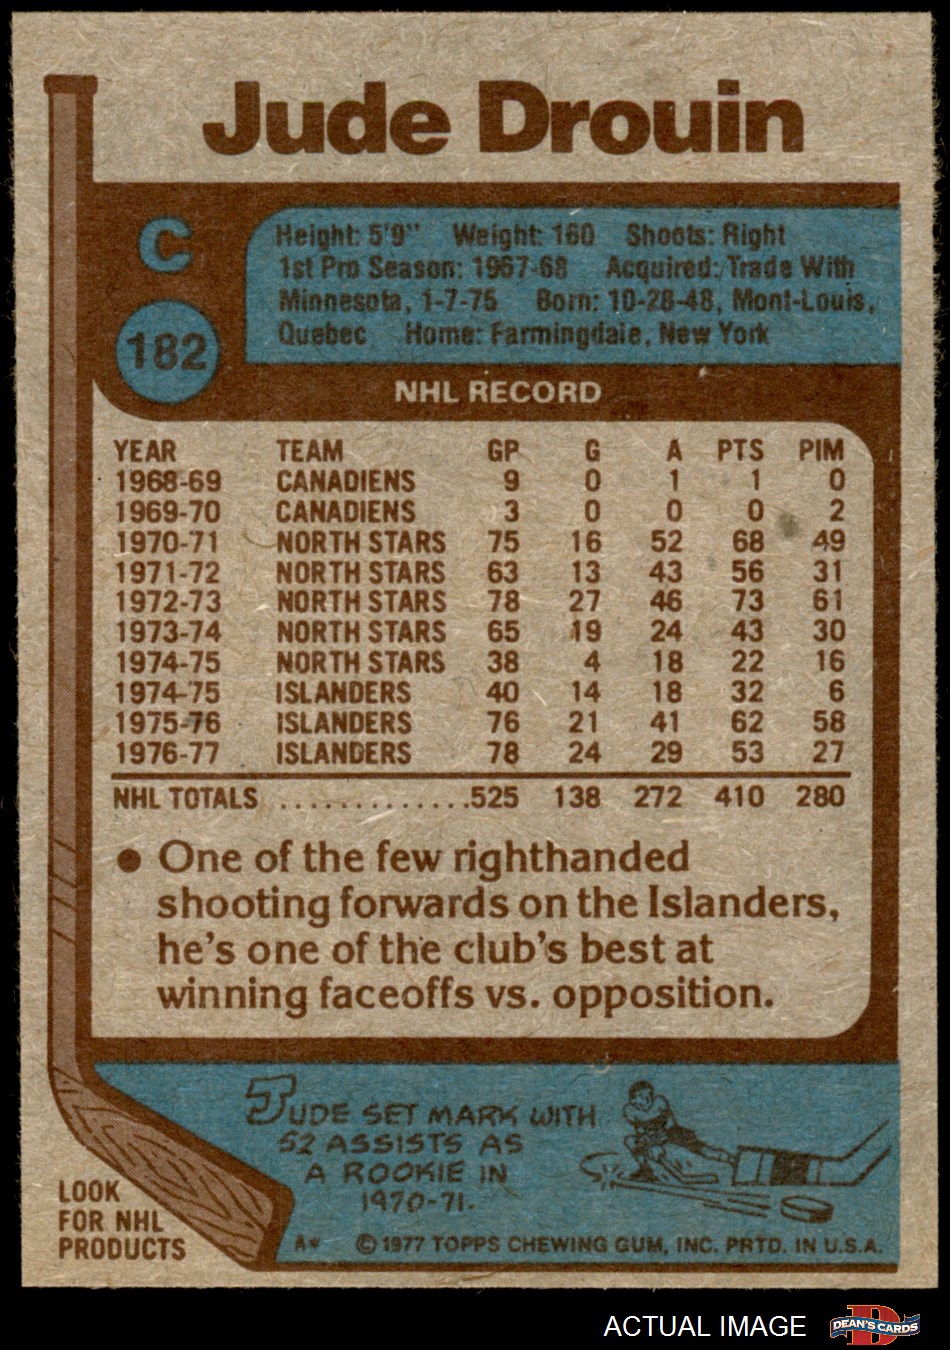 Jude Drouin
C
182
Height: 5'9" Weight: 160 Shoots: Right
1st Pro Season: 1967-68 Acquired: Trade With
Minnesota, 1-7-75 Born: 10-28-48, Mont-Louis,
Quebec Home: Farmingdale, New York
NHL RECORD
YEAR TEAM GP G A PTS PIM
1968-69 CANADIENS 9 0 1 1 0
1969-70 CANADIENS 3 0 0 0 2
1970-71 NORTH STARS 75 16 52 68 49
1971-72 NORTH STARS 63 13 43 56 31
1972-73 NORTH STARS 78 27 46 73 61
1973-74 NORTH STARS 65 19 24 43 30
1974-75 NORTH STARS 38 4 18 22 16
1974-75 ISLANDERS 40 14 18 32 6
1975-76 ISLANDERS 76 21 41 62 58
1976-77 ISLANDERS 78 24 29 53 27
NHL TOTALS .............525 138 272 410 280
● One of the few righthanded
shooting forwards on the Islanders,
he's one of the club's best at
winning faceoffs vs. opposition.
JUDE SET MARK WITH
52 ASSISTS AS
A ROOKIE IN
1970-71.
LOOK
FOR NHL
PRODUCTS
A* © 1977 TOPPS CHEWING GUM, INC. PRTD. IN U.S.A.
ACTUAL IMAGE
D
DEAN'S CARDS